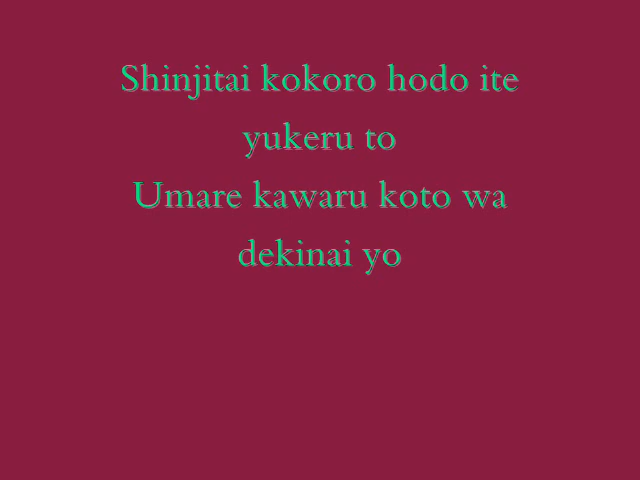 Shinjitai kokoro hodo ite
yukeru to
Umare kawaru koto wa
dekinai yo